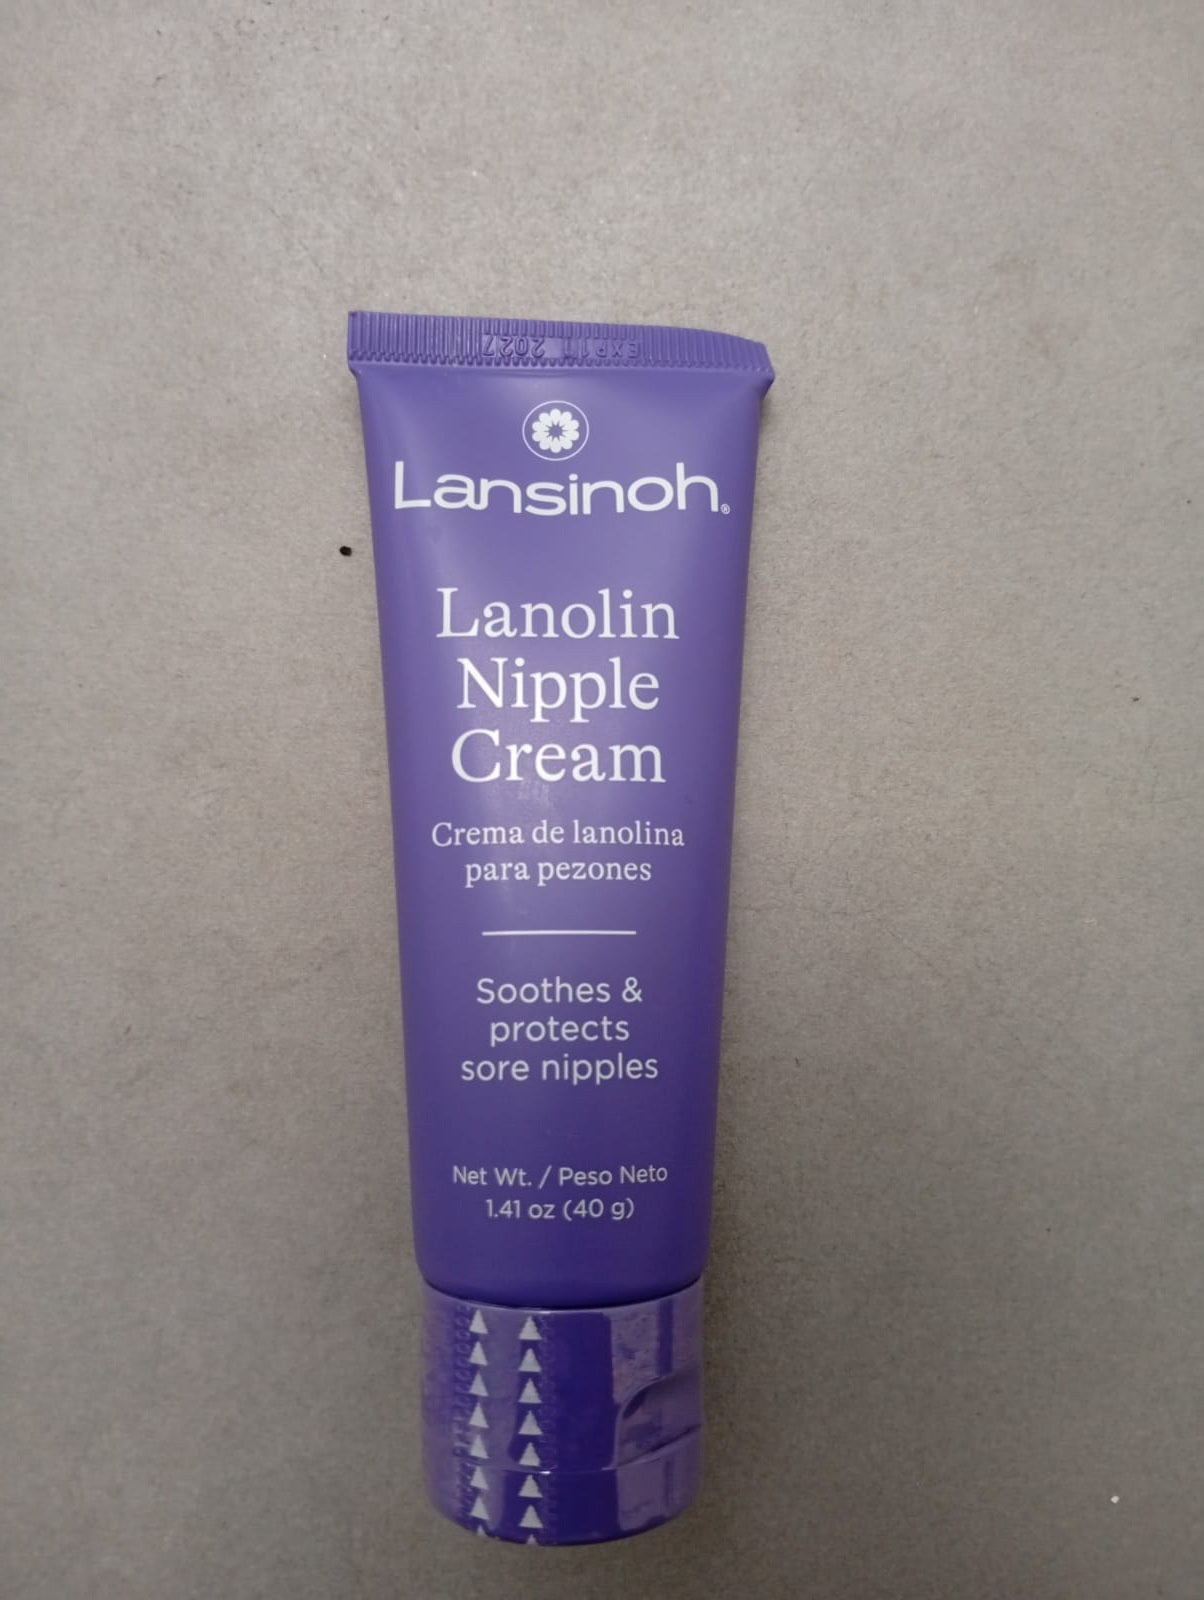 Lansinoh®
Lanolin
Nipple
Cream
Crema de lanolina
para pezones
Soothes &
protects
sore nipples
Net Wt. / Peso Neto
1.41 oz (40 g)
EXP 2027